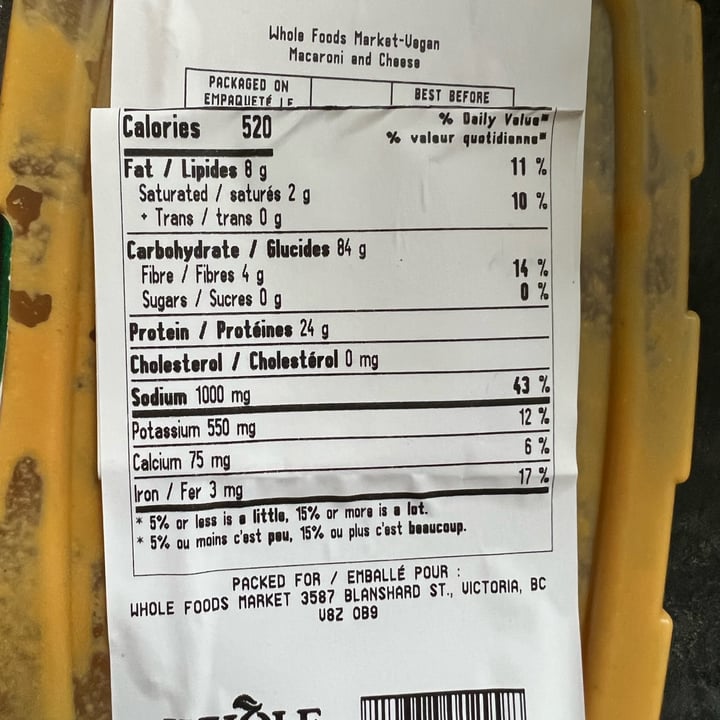 Whole Foods Market-Vegan
Macaroni and Cheese
PACKAGED ON
EMPAQUETÉ LE
BEST BEFORE
Calories 520
% Daily Value*
% valeur quotidienne*
Fat / Lipides 8 g 11 %
Saturated / saturés 2 g
+ Trans / trans 0 g 10 %
Carbohydrate / Glucides 84 g
Fibre / Fibres 4 g 14 %
Sugars / Sucres 0 g 0 %
Protein / Protéines 24 g
Cholesterol / Cholestérol 0 mg
Sodium 1000 mg 43 %
Potassium 550 mg 12 %
Calcium 75 mg 6 %
Iron / Fer 3 mg 17 %
* 5% or less is a little, 15% or more is a lot.
* 5% ou moins c'est peu, 15% ou plus c'est beaucoup.
PACKED FOR / EMBALLÉ POUR :
WHOLE FOODS MARKET 3587 BLANSHARD ST., VICTORIA, BC
V8Z 0B9
WHOLE